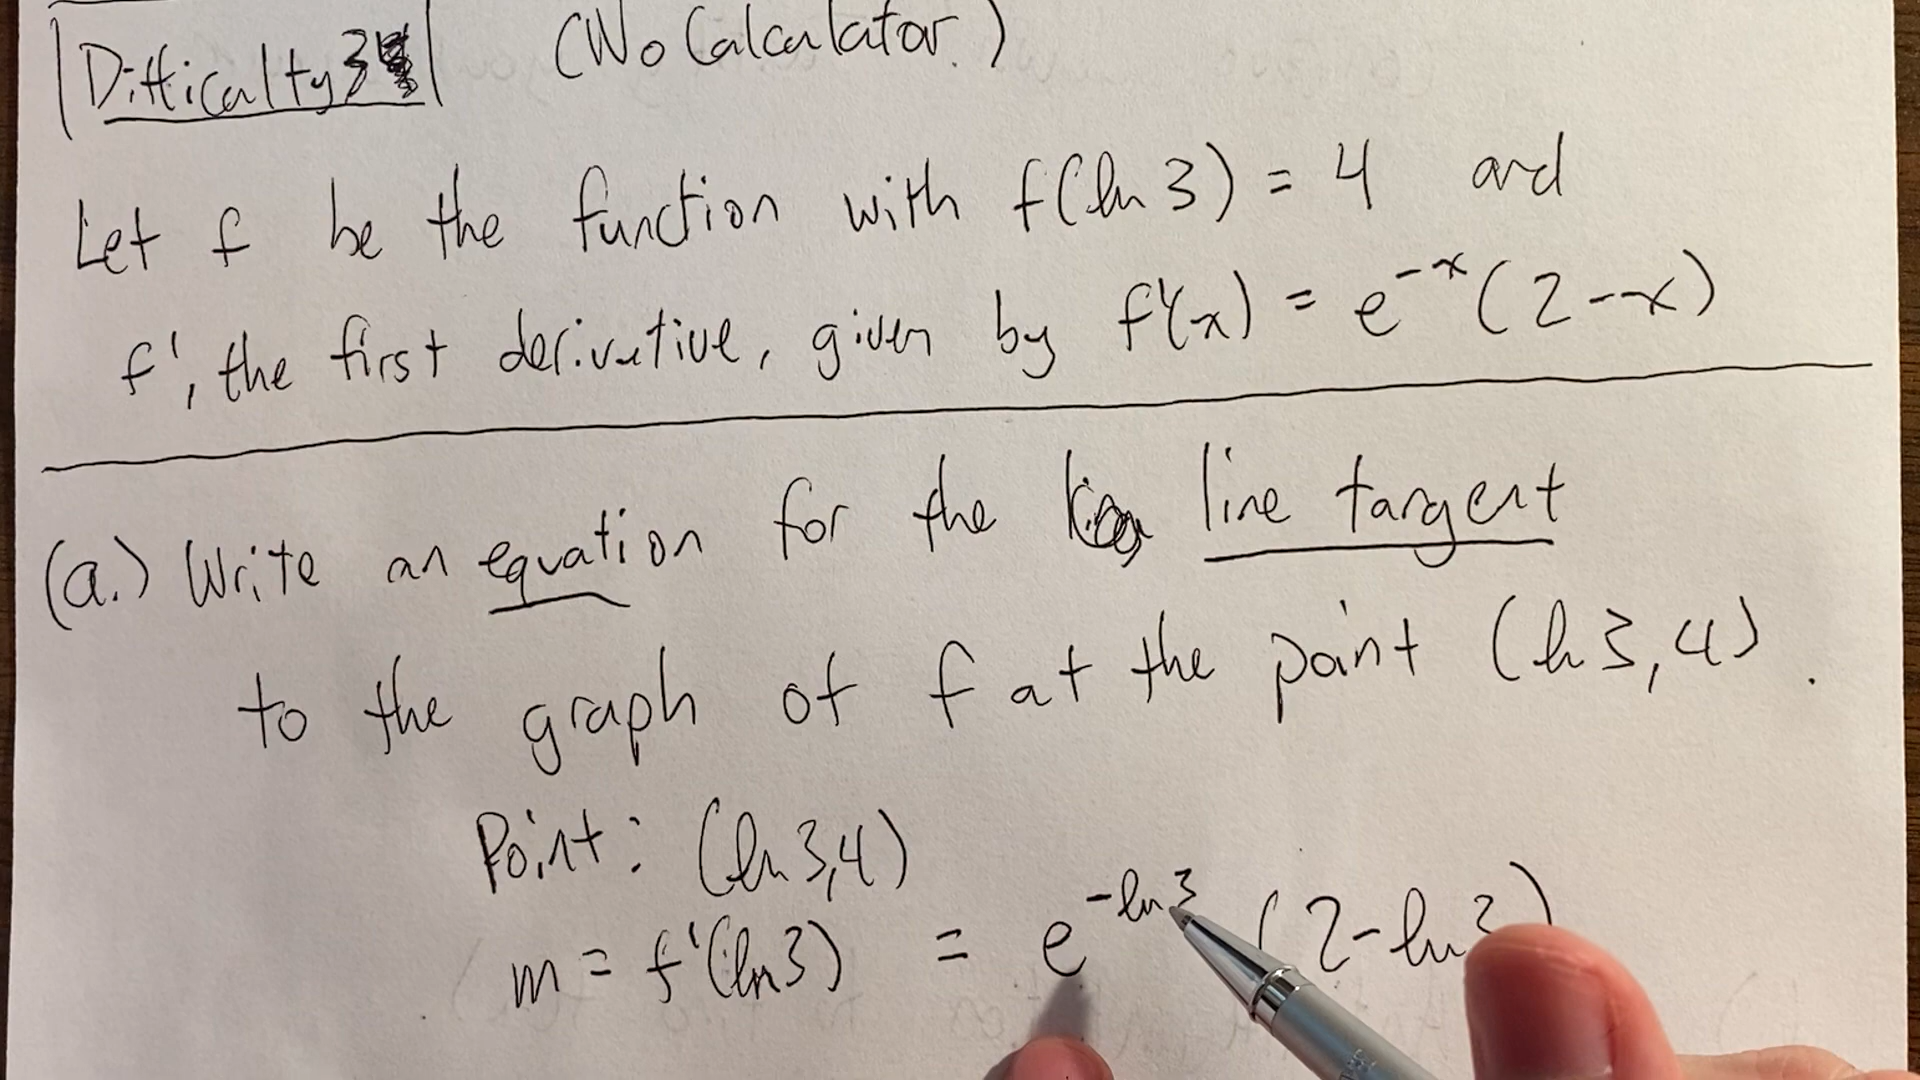 Difficulty 3 (No Calculator.)
Let f be the function with f(ln 3) = 4 and
f', the first derivative, given by f'(x) = e^{-x}(2-x)
(a.) Write an equation for the line tangent
to the graph of f at the point (ln 3, 4).
Point: (ln 3, 4)
m = f'(ln 3) = e^{-ln 3} (2 - ln 3)